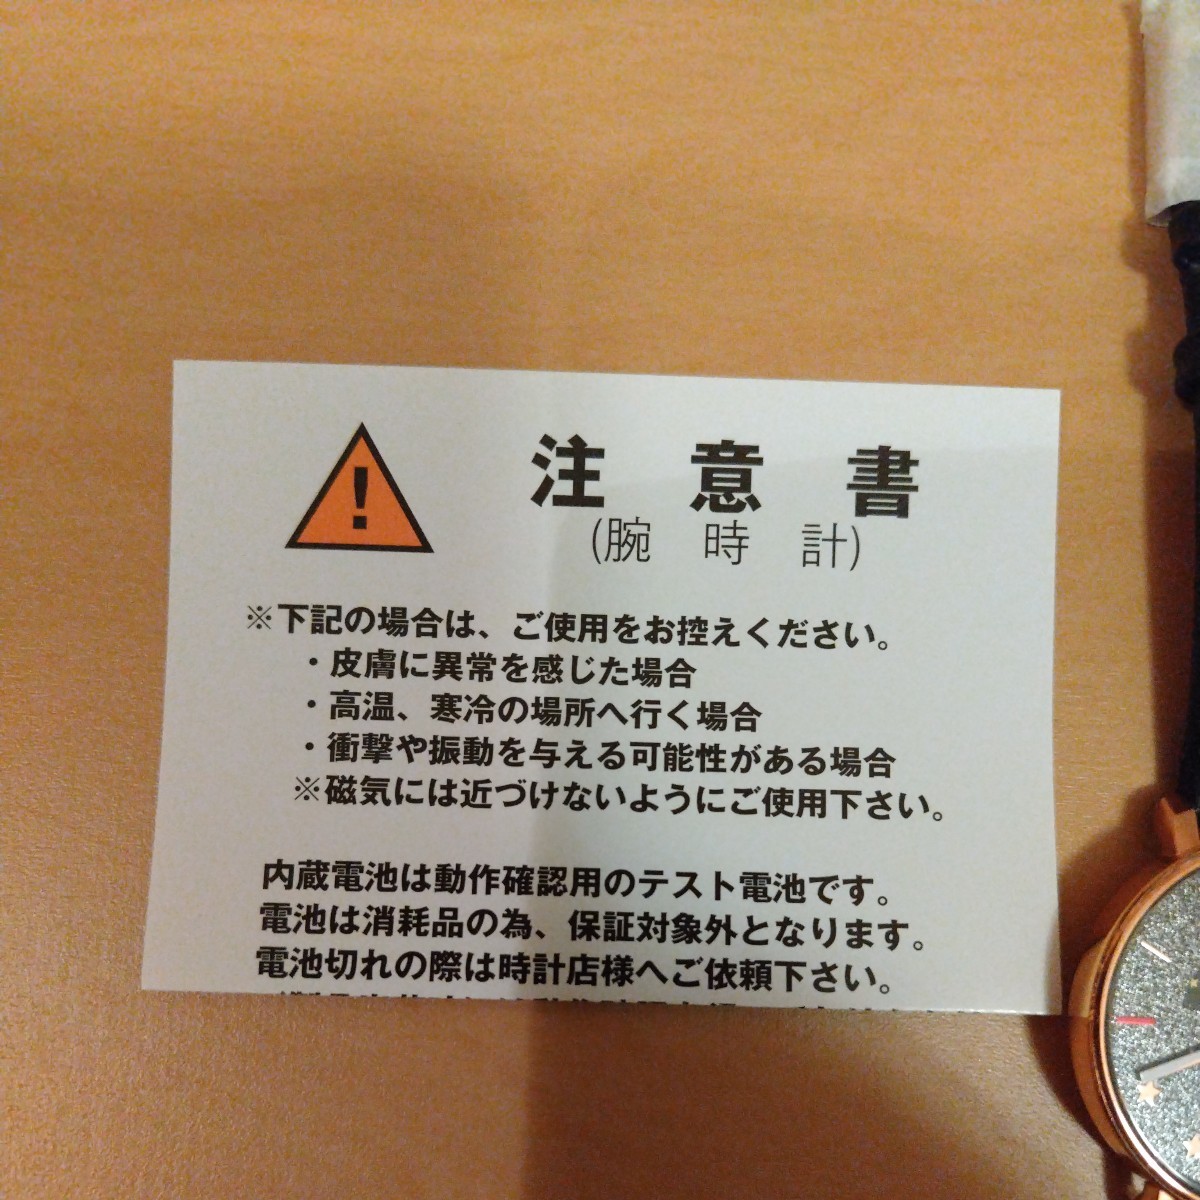 注意書
(腕時計)
※下記の場合は、ご使用をお控えください。
・皮膚に異常を感じた場合
・高温、寒冷の場所へ行く場合
・衝撃や振動を与える可能性がある場合
※磁気には近づけないようにご使用下さい。
内蔵電池は動作確認用のテスト電池です。
電池は消耗品の為、保証対象外となります。
電池切れの際は時計店様へご依頼下さい。